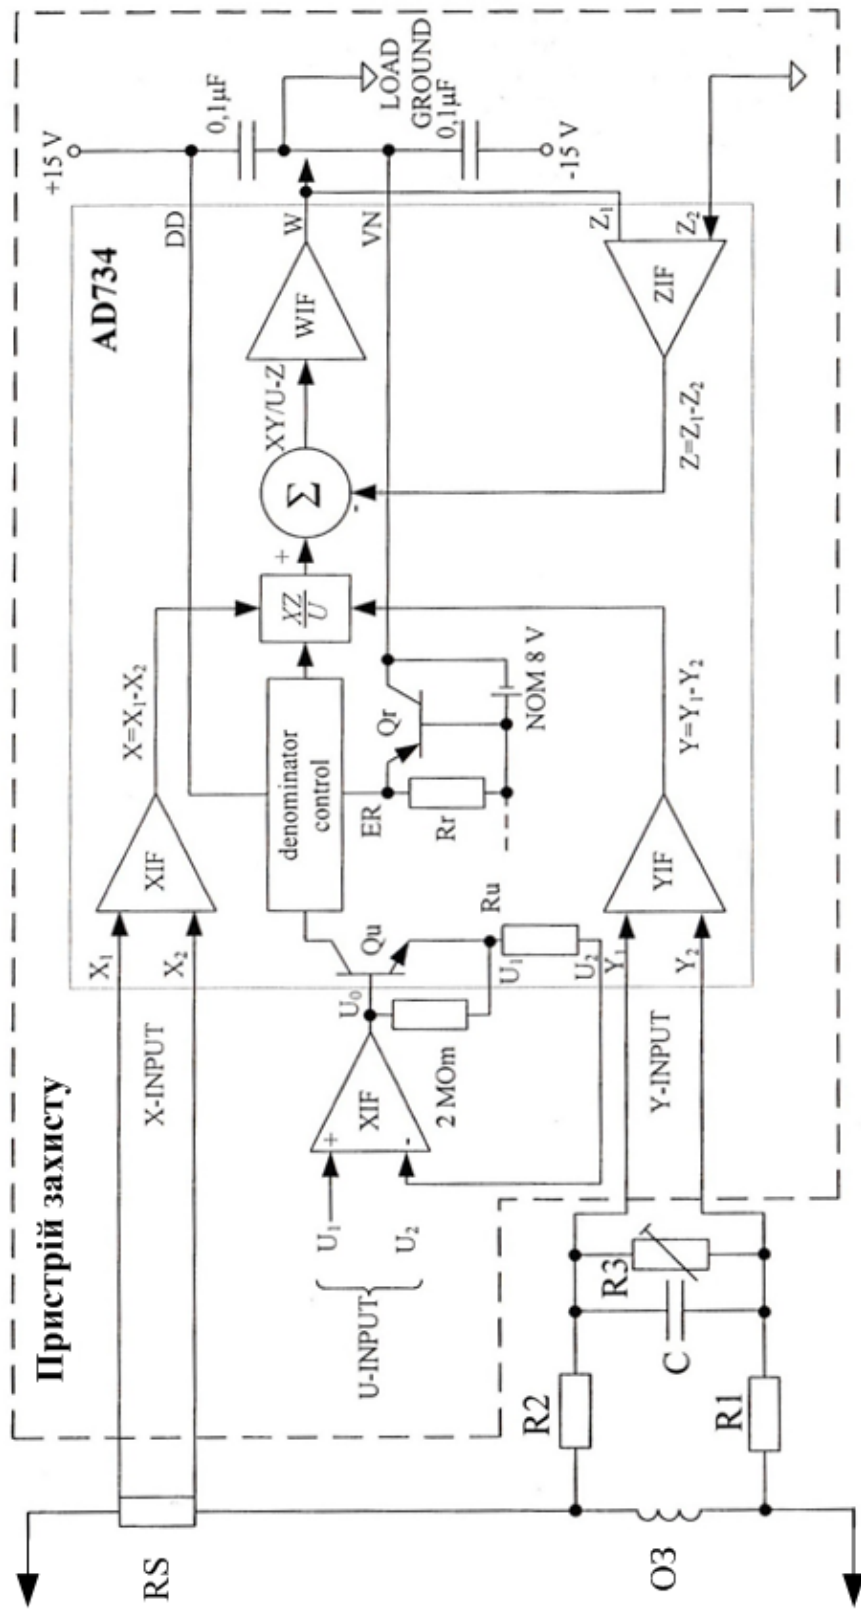 Пристрій захисту
AD734
+15 V
0,1μF
LOAD
GROUND
0,1μF
-15 V
DD
W
VN
Z₁
Z₂
WIF
ZIF
XY/U-Z
Z=Z₁-Z₂
Σ
+
-
XZ
U
X=X₁-X₂
Y=Y₁-Y₂
denominator
control
ER
Qr
Rr
NOM 8 V
XIF
YIF
X₁
X₂
X-INPUT
Qu
Ru
U₀
U₁
U₂
Y₁
Y₂
Y-INPUT
XIF
+
-
2 MOm
U₁
U₂
U-INPUT
R3
C
R2
R1
RS
ОЗ